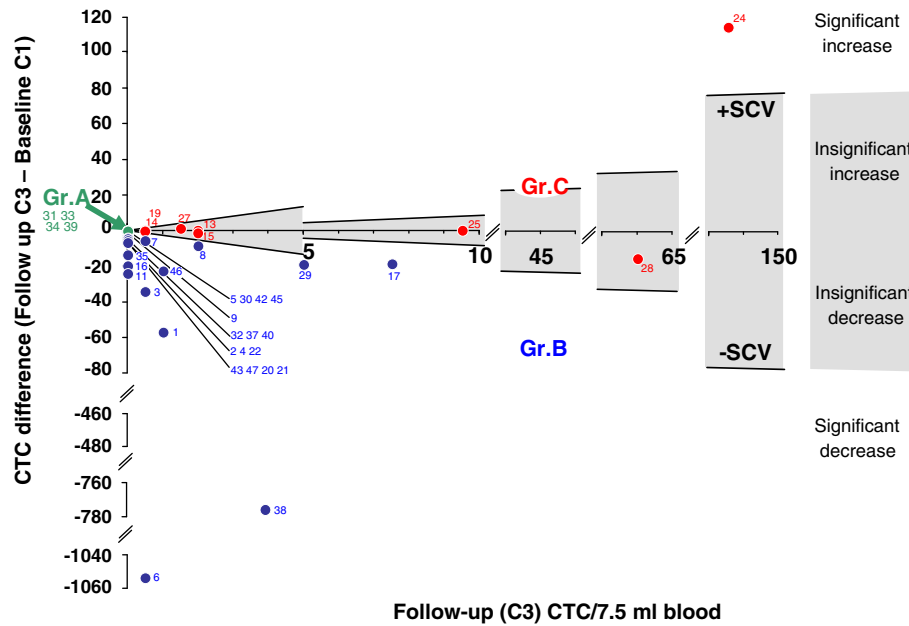 CTC difference (Follow up C3 – Baseline C1)
120
100
80
60
40
20
0
-20
-40
-60
-80
-460
-480
-760
-780
-1040
-1060
Gr.A
31 33
34 39
19
14
27
13
15
25
24
28
Gr.C
+SCV
-SCV
Gr.B
5
10
45
65
150
7
8
35
16
11
46
3
1
29
17
5 30 42 45
9
32 37 40
2 4 22
43 47 20 21
38
6
Significant
increase
Insignificant
increase
Insignificant
decrease
Significant
decrease
Follow-up (C3) CTC/7.5 ml blood